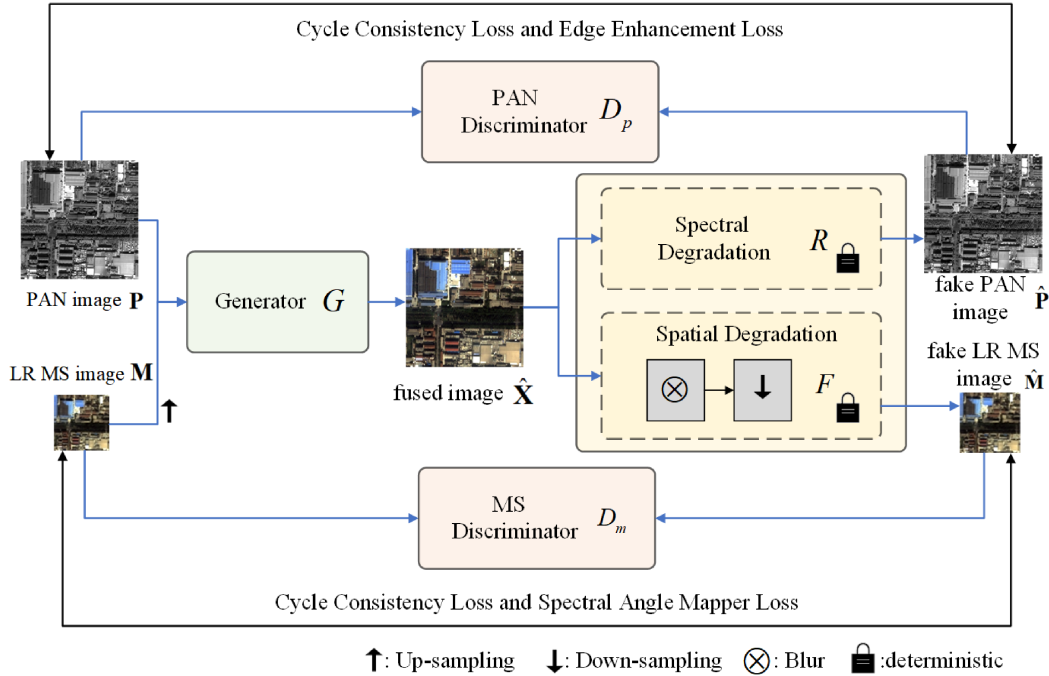 Cycle Consistency Loss and Edge Enhancement Loss
PAN
Discriminator D_p
PAN image P
LR MS image M
Generator G
fused image X̂
Spectral
Degradation R
Spatial Degradation
F
fake PAN
image P̂
fake LR MS
image M̂
MS
Discriminator D_m
Cycle Consistency Loss and Spectral Angle Mapper Loss
↑: Up-sampling ↓: Down-sampling ⊗: Blur :deterministic